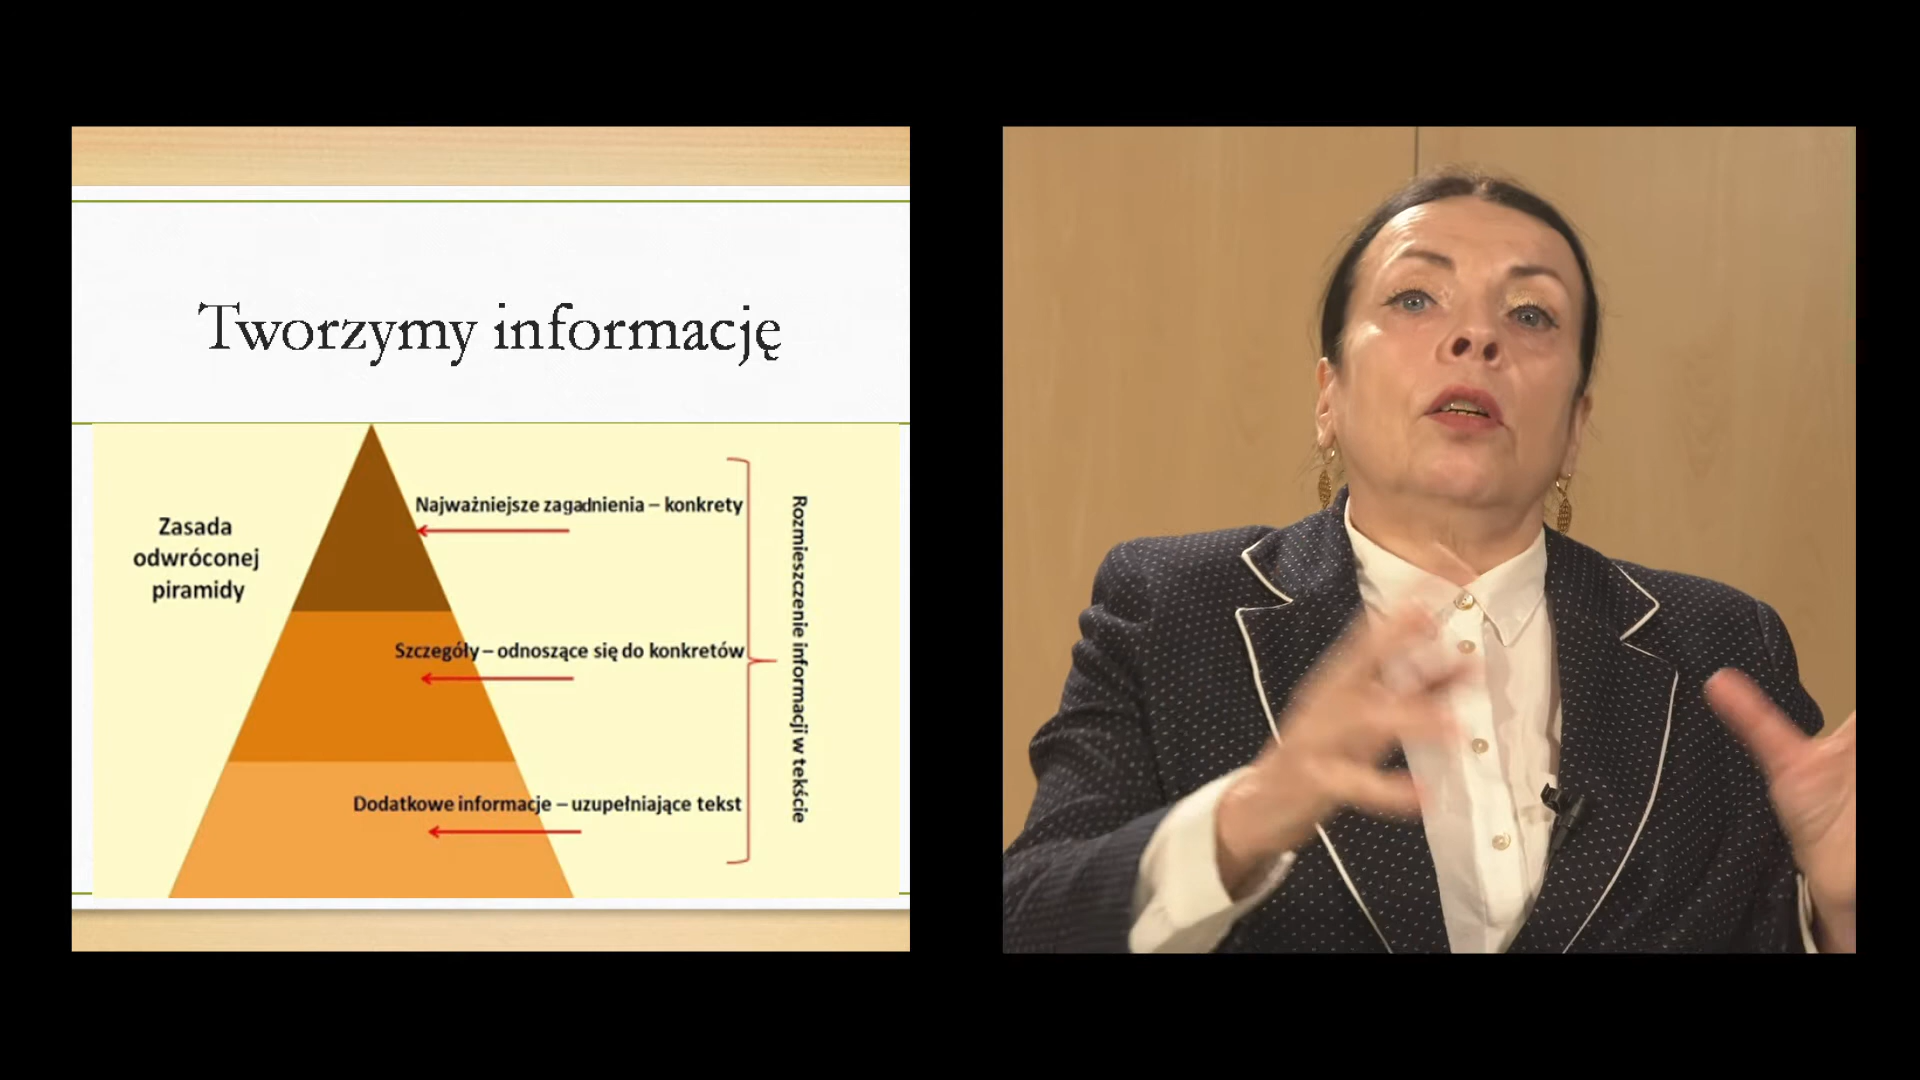 Tworzymy informację
Zasada
odwróconej
piramidy
Najważniejsze zagadnienia – konkrety
Szczegóły – odnoszące się do konkretów
Dodatkowe informacje – uzupełniające tekst
Rozmieszczenie informacji w tekście